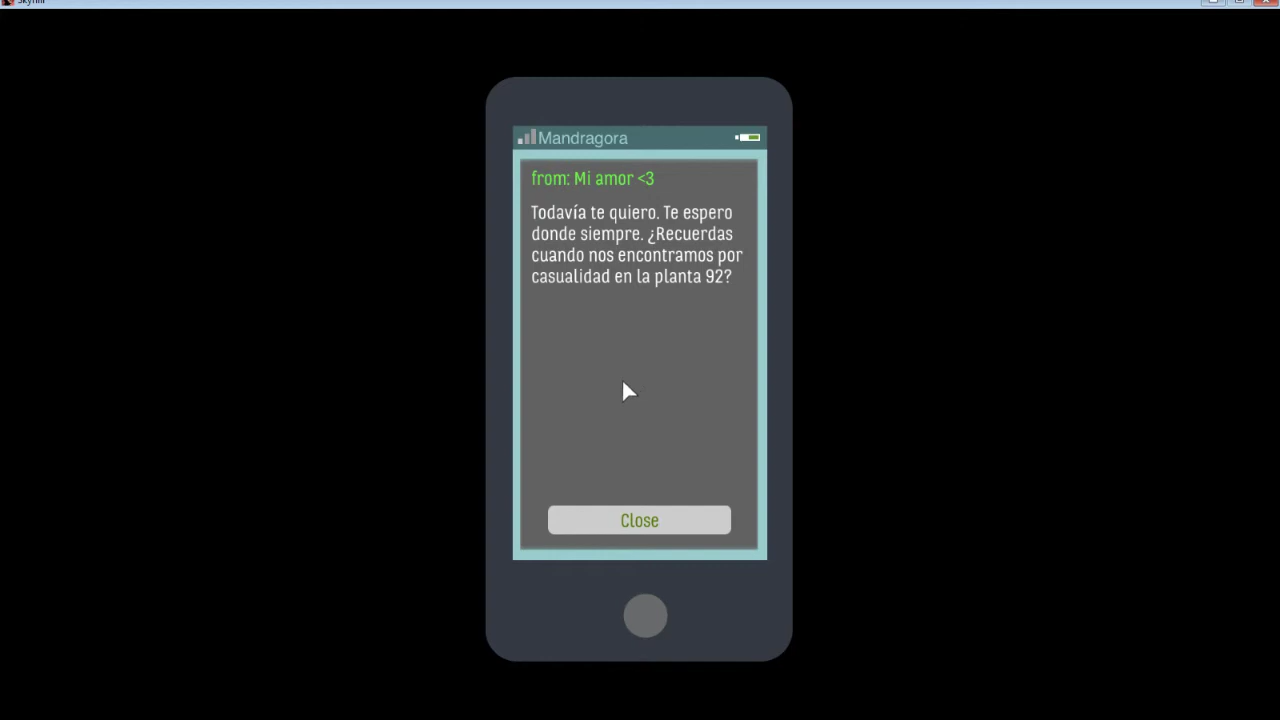 Mandragora
from: Mi amor <3
Todavía te quiero. Te espero
donde siempre. ¿Recuerdas
cuando nos encontramos por
casualidad en la planta 92?
Close